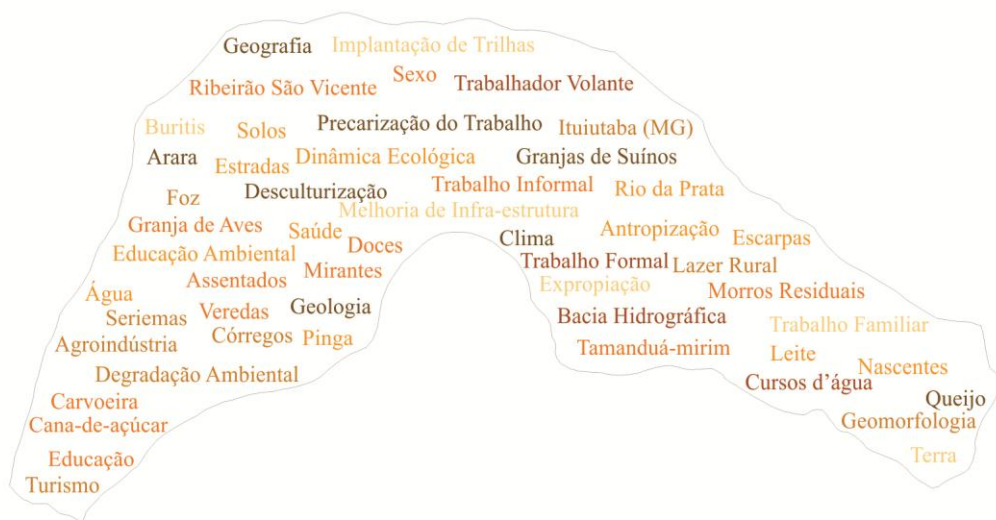 Geografia
Implantação de Trilhas
Ribeirão São Vicente
Sexo
Trabalhador Volante
Buritis
Solos
Precarização do Trabalho
Ituiutaba (MG)
Arara
Estradas
Dinâmica Ecológica
Granjas de Suínos
Foz
Desculturização
Trabalho Informal
Rio da Prata
Melhoria de Infra-estrutura
Granja de Aves
Saúde
Doces
Clima
Antropização
Escarpas
Educação Ambiental
Assentados
Mirantes
Trabalho Formal
Lazer Rural
Água
Expropiação
Morros Residuais
Seriemas
Veredas
Geologia
Bacia Hidrográfica
Trabalho Familiar
Agroindústria
Córregos
Pinga
Tamanduá-mirim
Leite
Nascentes
Degradação Ambiental
Cursos d’água
Carvoeira
Queijo
Cana-de-açúcar
Geomorfologia
Educação
Terra
Turismo